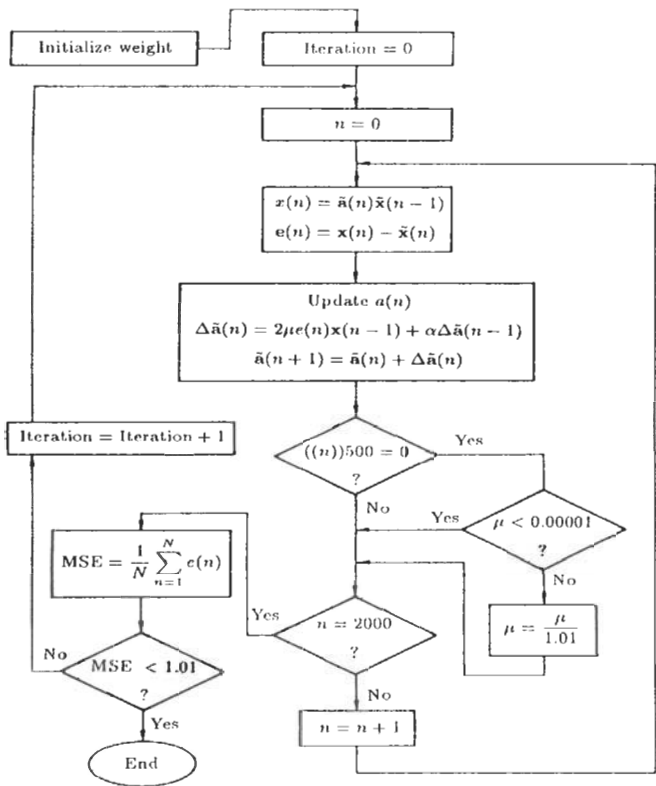 Initialize weight
Iteration = 0
n = 0
x(n) = ã(n)x̃(n − 1)
e(n) = x(n) − x̃(n)
Update a(n)
Δã(n) = 2μe(n)x(n − 1) + αΔã(n − 1)
ã(n + 1) = ã(n) + Δã(n)
Iteration = Iteration + 1
((n))500 = 0
?
Yes
No
μ < 0.00001
?
Yes
No
μ = μ / 1.01
MSE = 1/N ∑_{n=1}^{N} e(n)
n = 2000
?
Yes
No
MSE < 1.01
?
No
Yes
n = n + 1
End